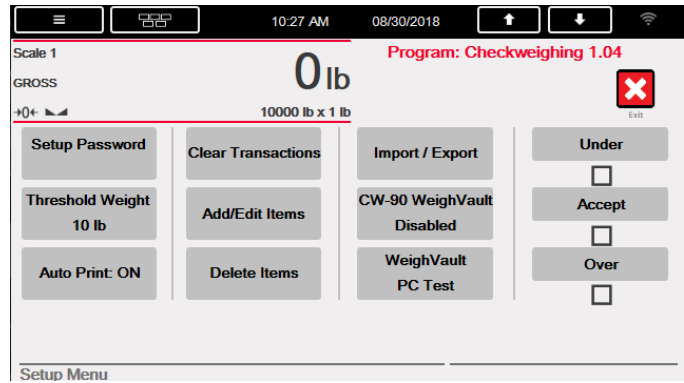 10:27 AM 08/30/2018
Scale 1
Program: Checkweighing 1.04
0 lb
GROSS
Exit
→0← 10000 lb x 1 lb
Setup Password Clear Transactions Import / Export Under
Threshold Weight
10 lb
Add/Edit Items
CW-90 WeighVault
Disabled
Accept
Auto Print: ON Delete Items
WeighVault
PC Test
Over
Setup Menu